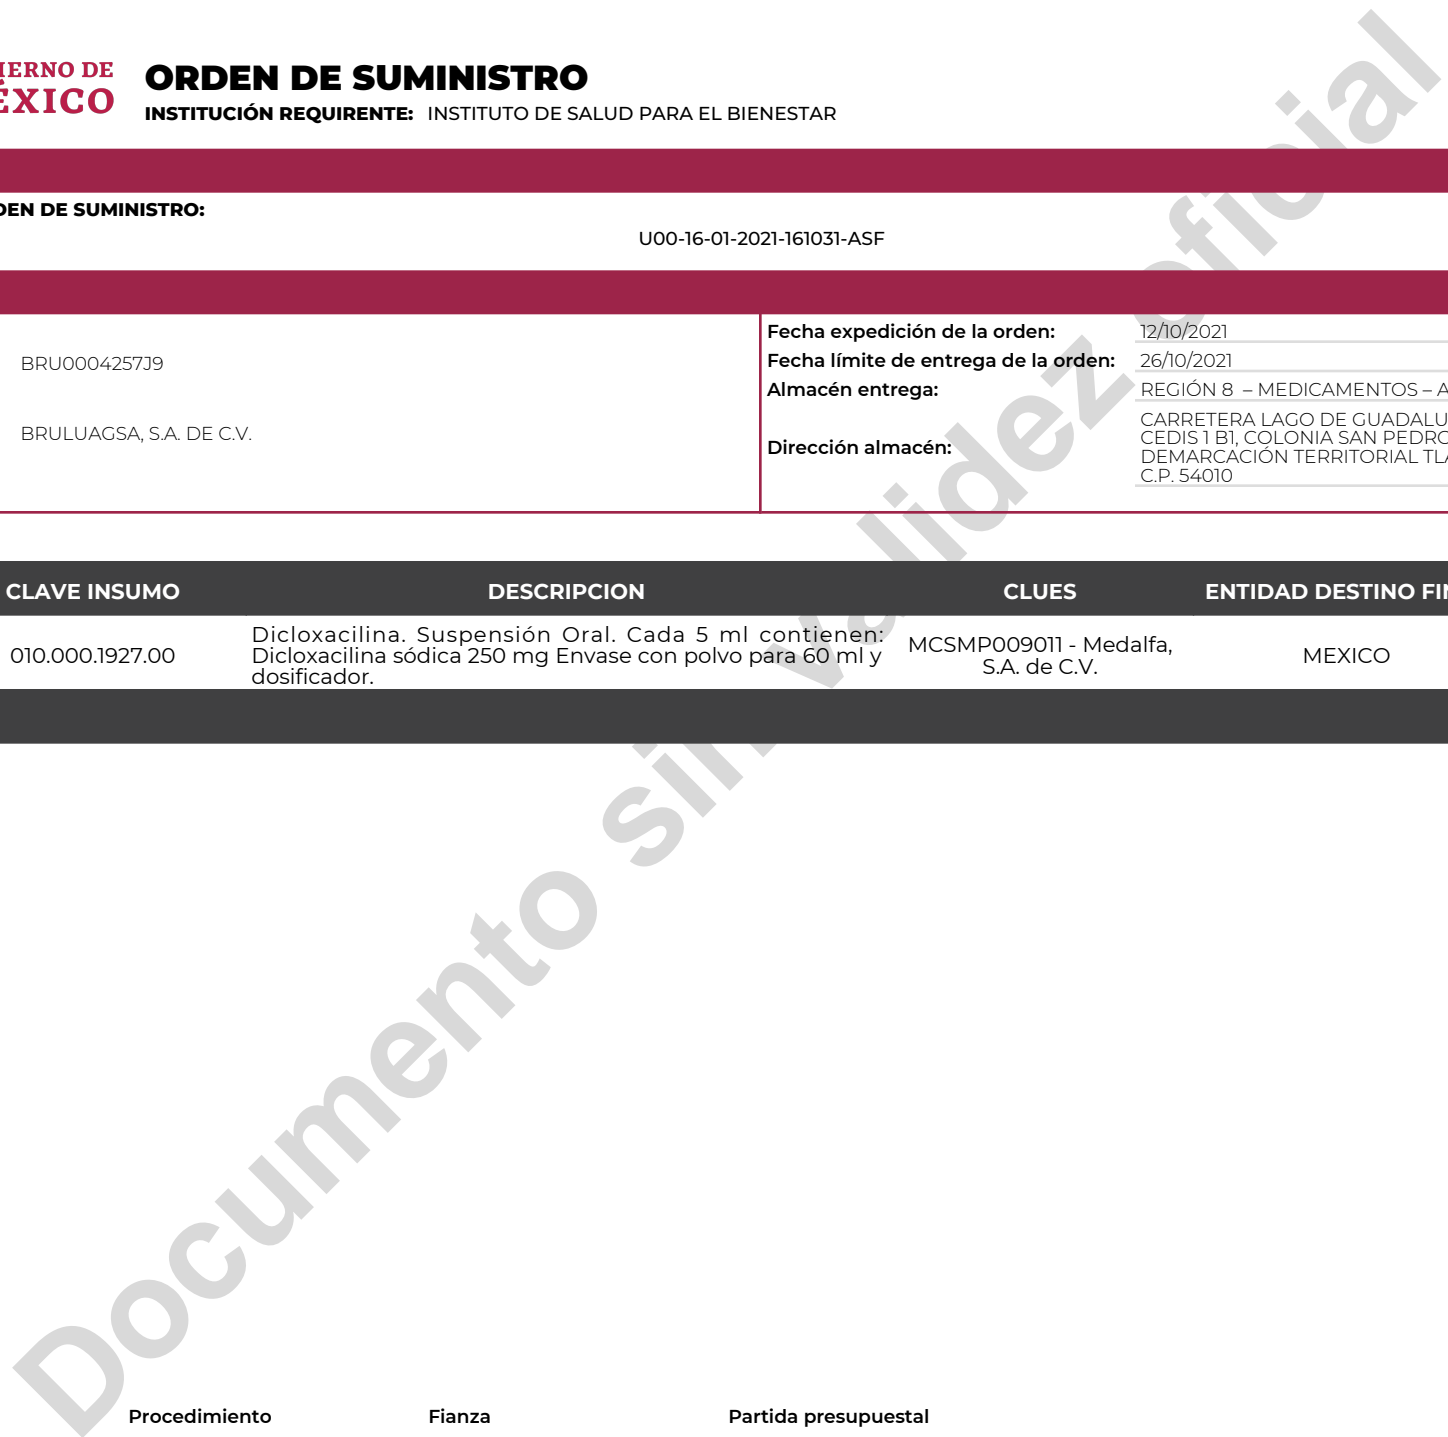 IERNO DE
ÉXICO
ORDEN DE SUMINISTRO
INSTITUCIÓN REQUIRENTE: INSTITUTO DE SALUD PARA EL BIENESTAR
DEN DE SUMINISTRO:
U00-16-01-2021-161031-ASF
BRU0004257J9
BRULUAGSA, S.A. DE C.V.
Fecha expedición de la orden: 12/10/2021
Fecha límite de entrega de la orden: 26/10/2021
Almacén entrega: REGIÓN 8 – MEDICAMENTOS – A
Dirección almacén:
CARRETERA LAGO DE GUADALU
CEDIS 1 B1, COLONIA SAN PEDRO
DEMARCACIÓN TERRITORIAL TLA
C.P. 54010
CLAVE INSUMO DESCRIPCION CLUES ENTIDAD DESTINO FIN
010.000.1927.00
Dicloxacilina. Suspensión Oral. Cada 5 ml contienen:
Dicloxacilina sódica 250 mg Envase con polvo para 60 ml y
dosificador.
MCSMP009011 - Medalfa,
S.A. de C.V.
MEXICO
Documento sin validez oficial
Procedimiento Fianza Partida presupuestal